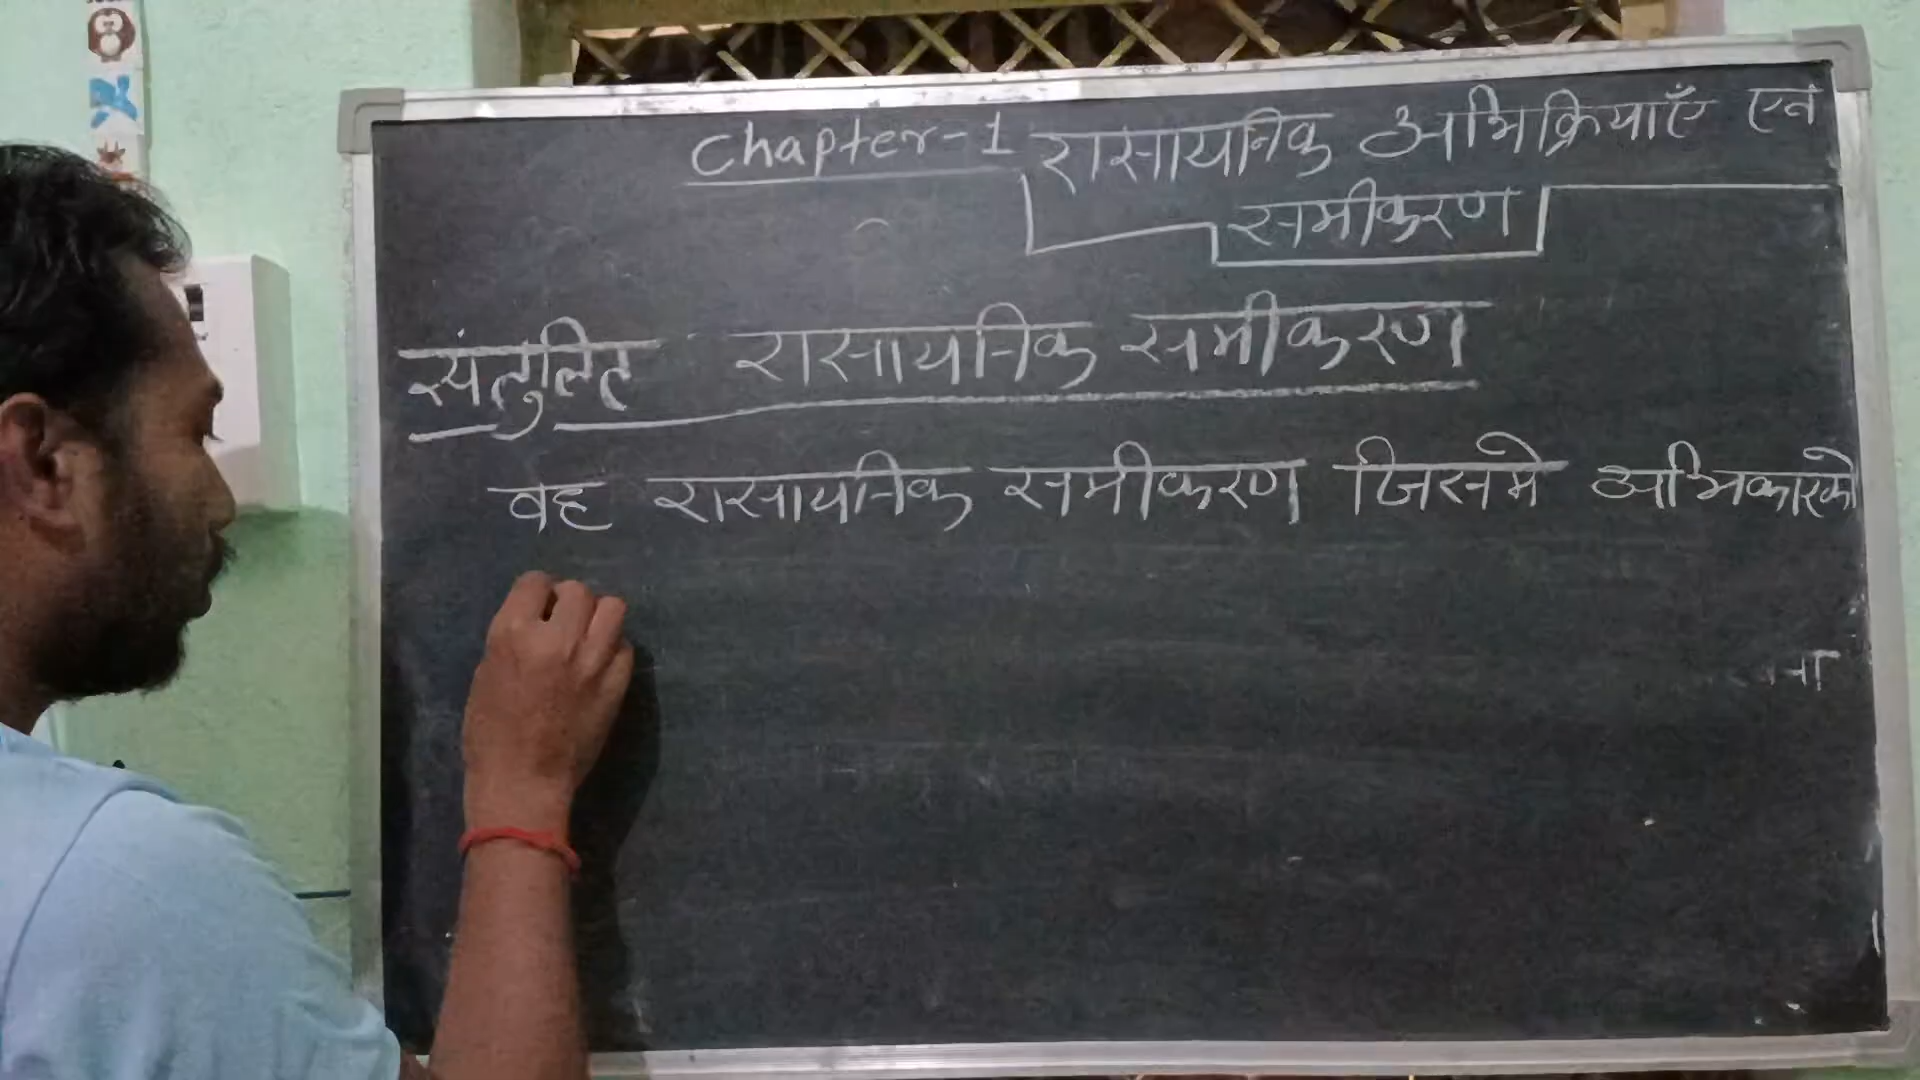 Chapter-1 रासायनिक अभिक्रियाएँ एवं
समीकरण
संतुलित रासायनिक समीकरण
वह रासायनिक समीकरण जिसमे अभिकारको